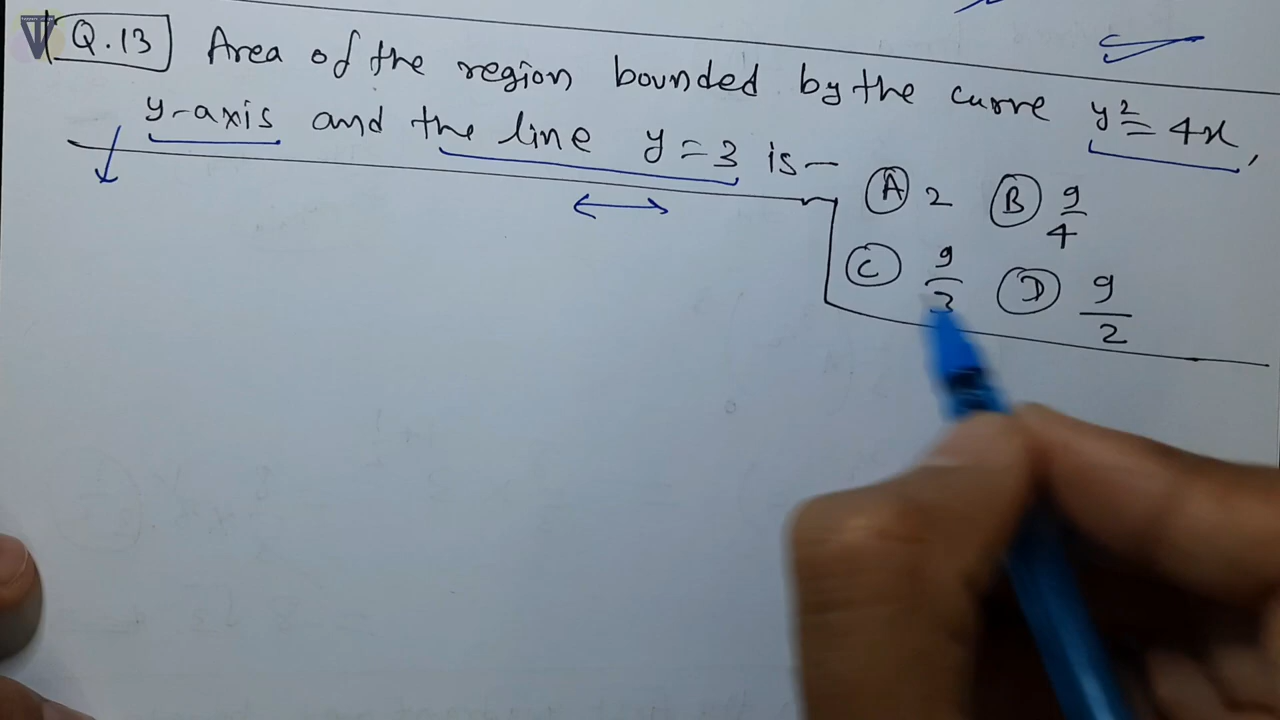 Q.13 Area of the region bounded by the curve y² = 4x,
y-axis and the line y = 3 is –
(A) 2 (B) 9/4
(C) 9/3 (D) 9/2